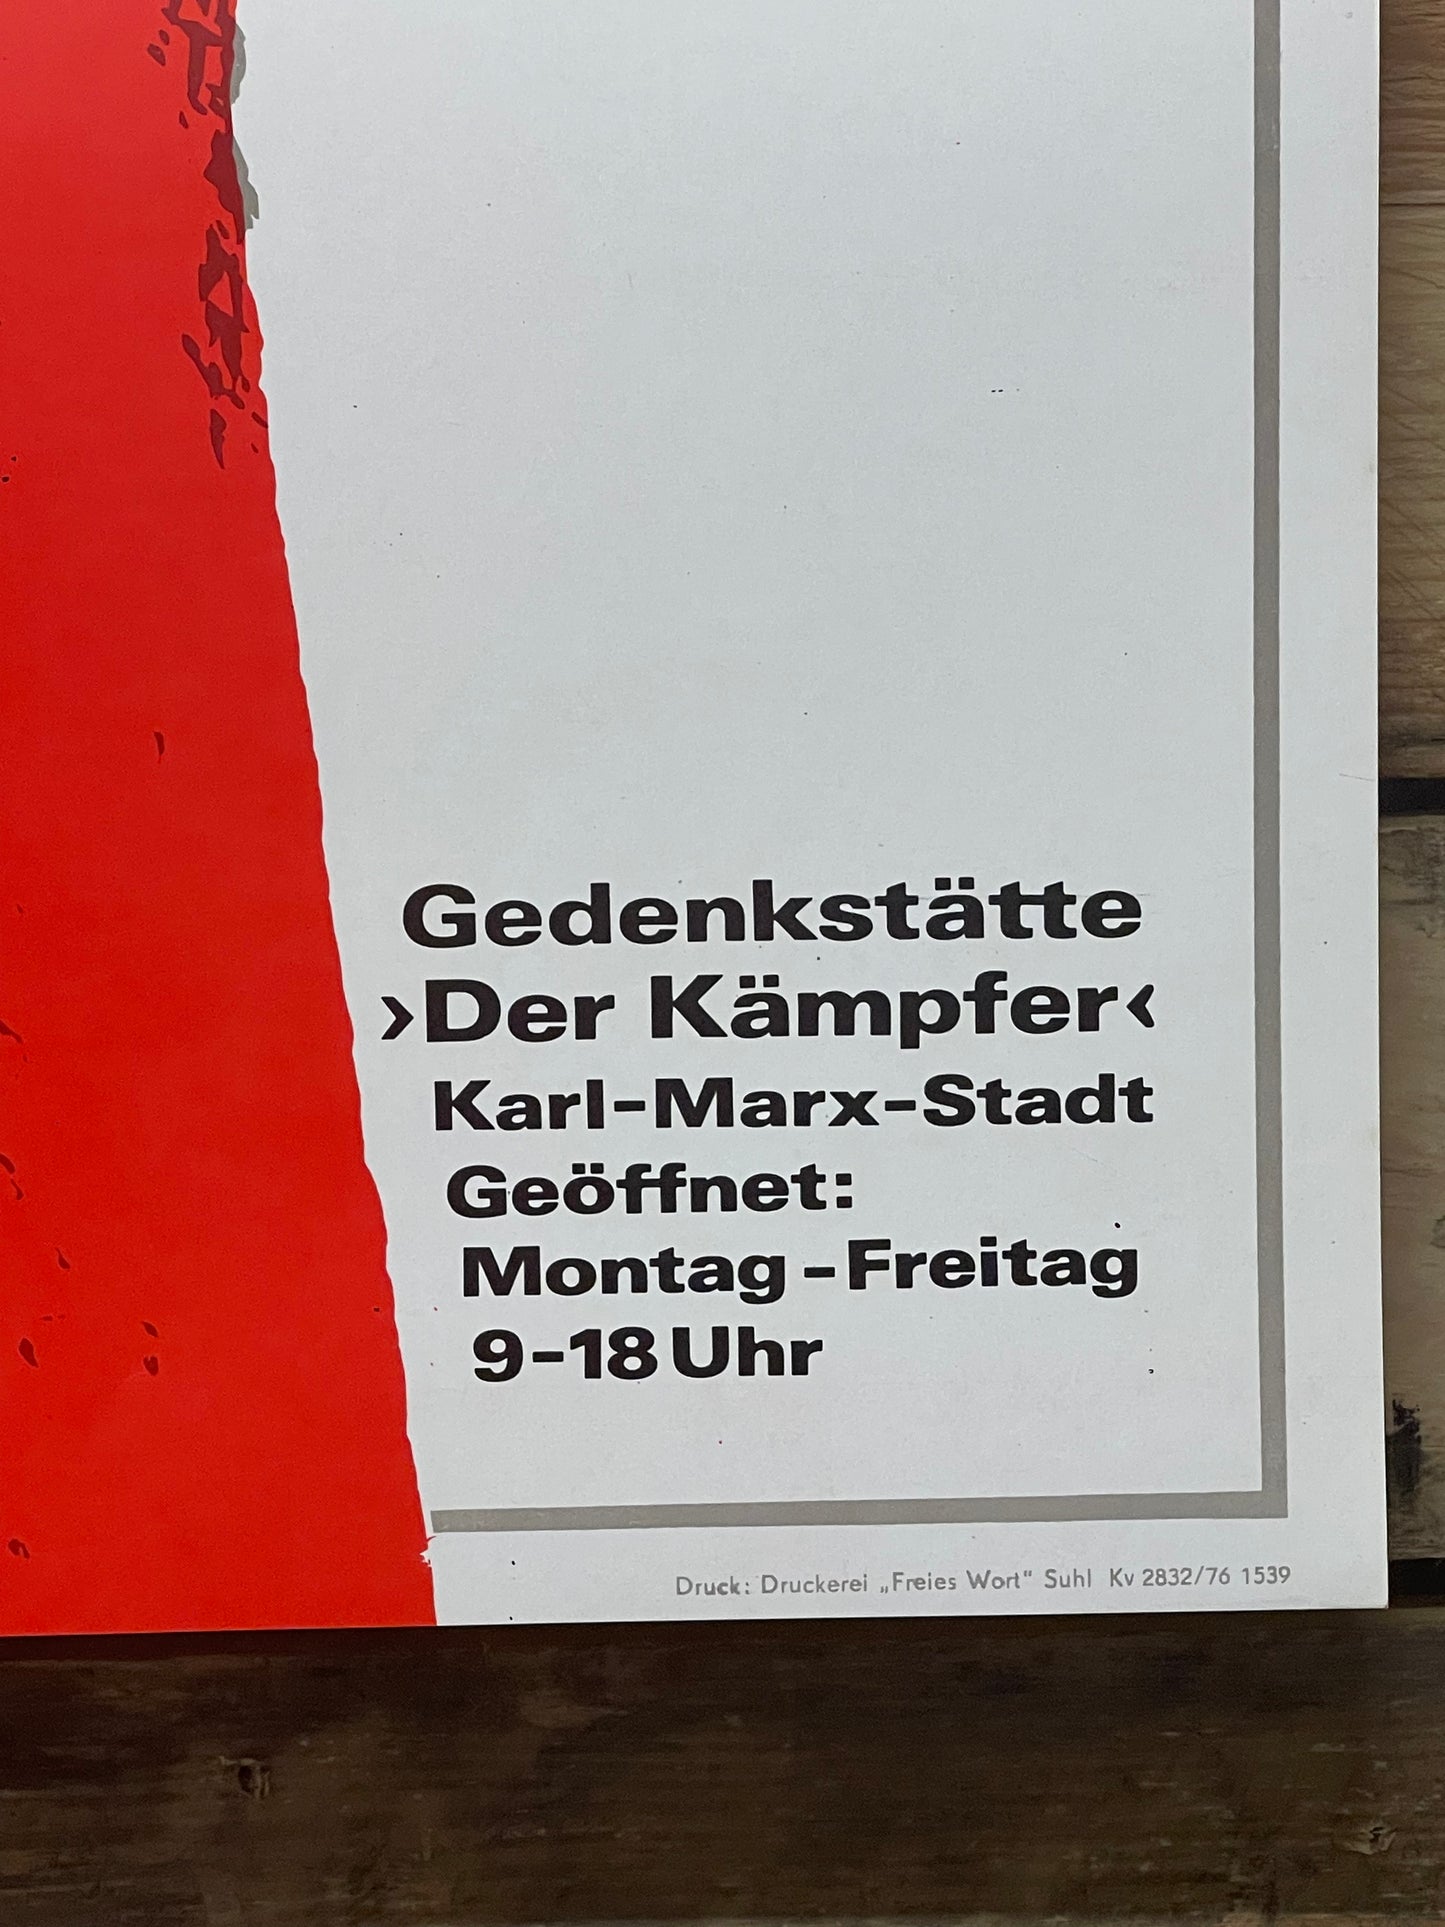 Gedenkstätte
›Der Kämpfer‹
Karl-Marx-Stadt
Geöffnet:
Montag-Freitag
9-18 Uhr
Druck: Druckerei „Freies Wort" Suhl Kv 2832/76 1539